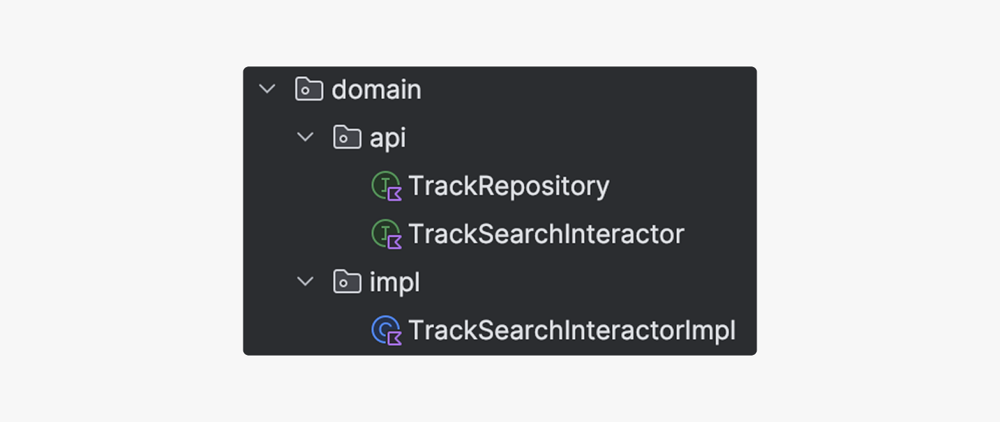 domain
api
TrackRepository
TrackSearchInteractor
impl
TrackSearchInteractorImpl